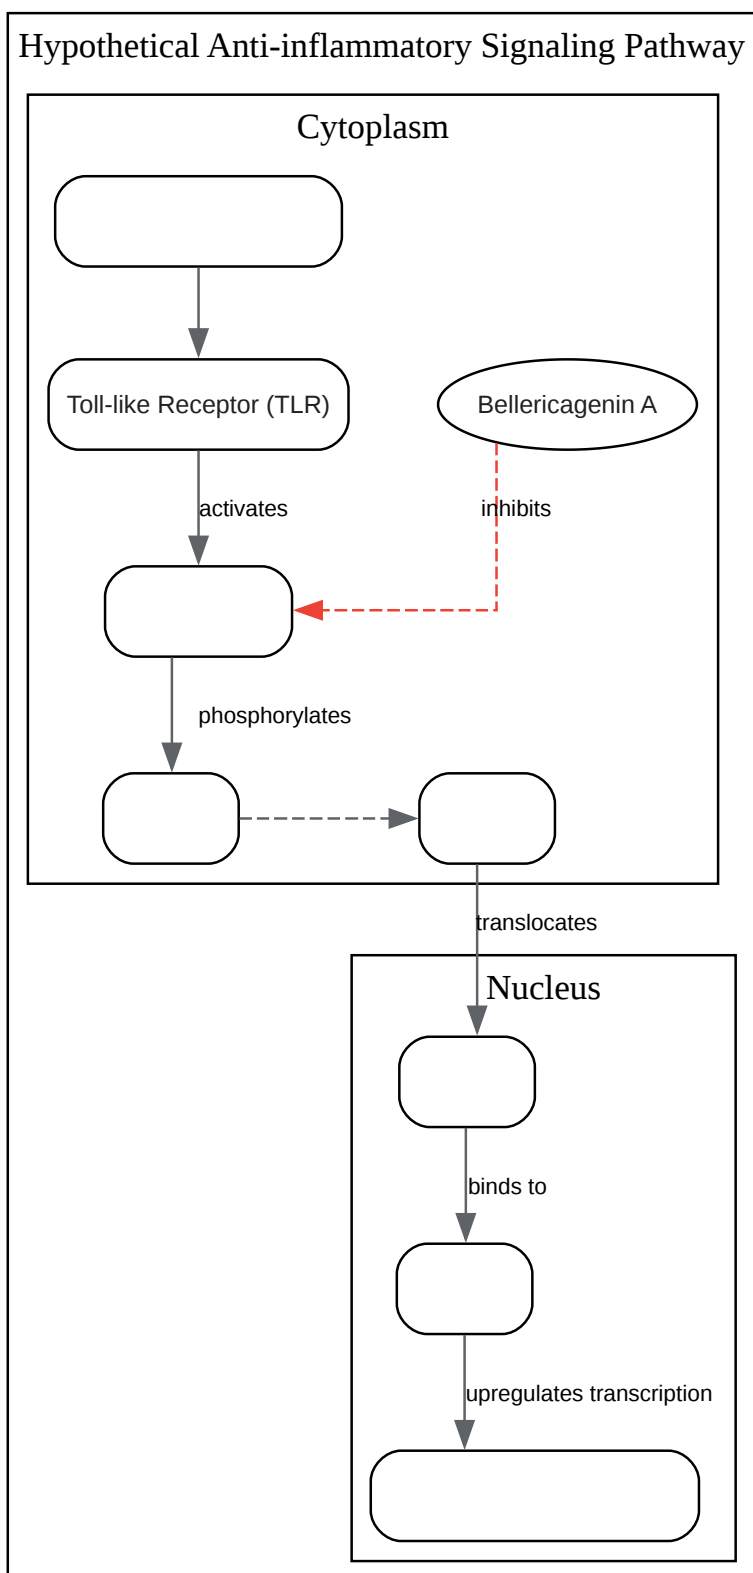 Hypothetical Anti-inflammatory Signaling Pathway
Cytoplasm
Toll-like Receptor (TLR)
Bellericagenin A
activates
inhibits
phosphorylates
translocates
Nucleus
binds to
upregulates transcription